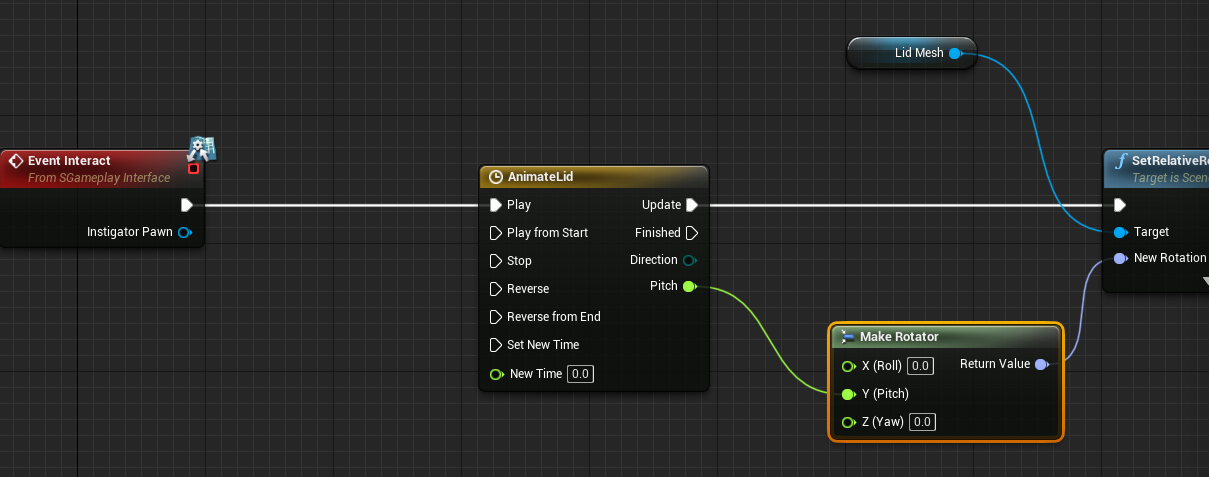 Lid Mesh
Event Interact
From SGameplay Interface
Instigator Pawn
AnimateLid
Play
Update
Play from Start
Finished
Stop
Direction
Reverse
Pitch
Reverse from End
Set New Time
New Time 0.0
Make Rotator
X (Roll) 0.0
Return Value
Y (Pitch)
Z (Yaw) 0.0
SetRelativeR
Target is Scen
Target
New Rotation